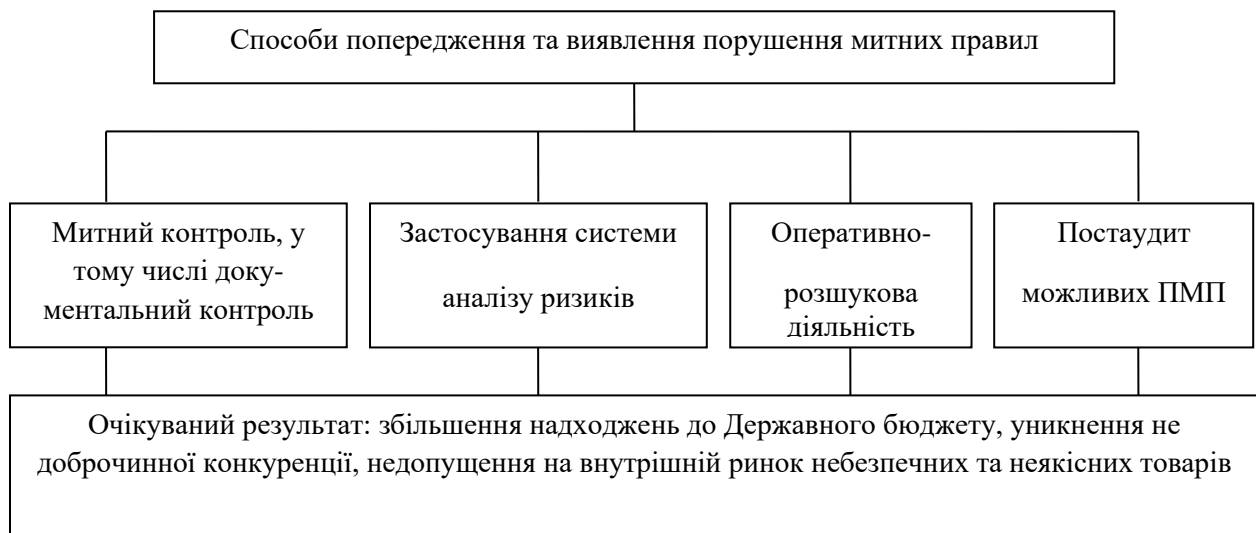 Способи попередження та виявлення порушення митних правил
Митний контроль, у
тому числі доку-
ментальний контроль
Застосування системи
аналізу ризиків
Оперативно-
розшукова
діяльність
Постаудит
можливих ПМП
Очікуваний результат: збільшення надходжень до Державного бюджету, уникнення не
доброчинної конкуренції, недопущення на внутрішній ринок небезпечних та неякісних товарів